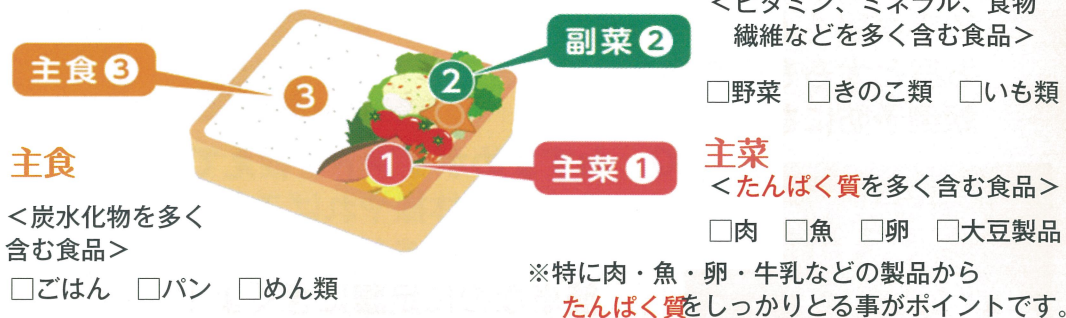 <ビタミン、ミネラル、食物
繊維などを多く含む食品>
副菜❷
主食❸
❸
❷
□野菜 □きのこ類 □いも類
❶
主菜❶
主食
<炭水化物を多く
含む食品>
□ごはん □パン □めん類
主菜
<たんぱく質を多く含む食品>
□肉 □魚 □卵 □大豆製品
※特に肉・魚・卵・牛乳などの製品から
たんぱく質をしっかりとる事がポイントです。